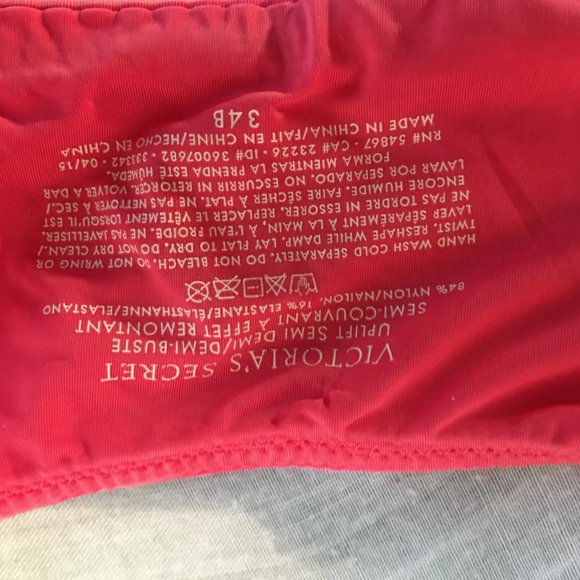 VICTORIA'S SECRET
UPLIFT SEMI DEMI/DEMI-BUSTE
SEMI-COUVRANT À EFFET REMONTANT
84% NYLON/NAILON. 16% ELASTANE/ÉLASTHANNE/ELASTANO
HAND WASH COLD SEPARATELY. DO NOT BLEACH. DO NOT WRING OR
TWIST. RESHAPE WHILE DAMP. LAY FLAT TO DRY. DO NOT DRY CLEAN./
LAVER SÉPARÉMENT À LA MAIN, À L'EAU FROIDE. NE PAS JAVELLISER.
NE PAS TORDRE NI ESSORER. REPLACER LE VÊTEMENT LORSQU'IL EST
ENCORE HUMIDE. FAIRE SÉCHER À PLAT. NE PAS NETTOYER À SEC./
LAVAR POR SEPARADO. NO ESCURRIR NI RETORCER. VOLVER A DAR
FORMA MIENTRAS LA PRENDA ESTÉ HÚMEDA.
RN# 54867 · CA# 23226 · ID# 36007682 · 333342 · 04/15
MADE IN CHINA/FAIT EN CHINE/HECHO EN CHINA
34B